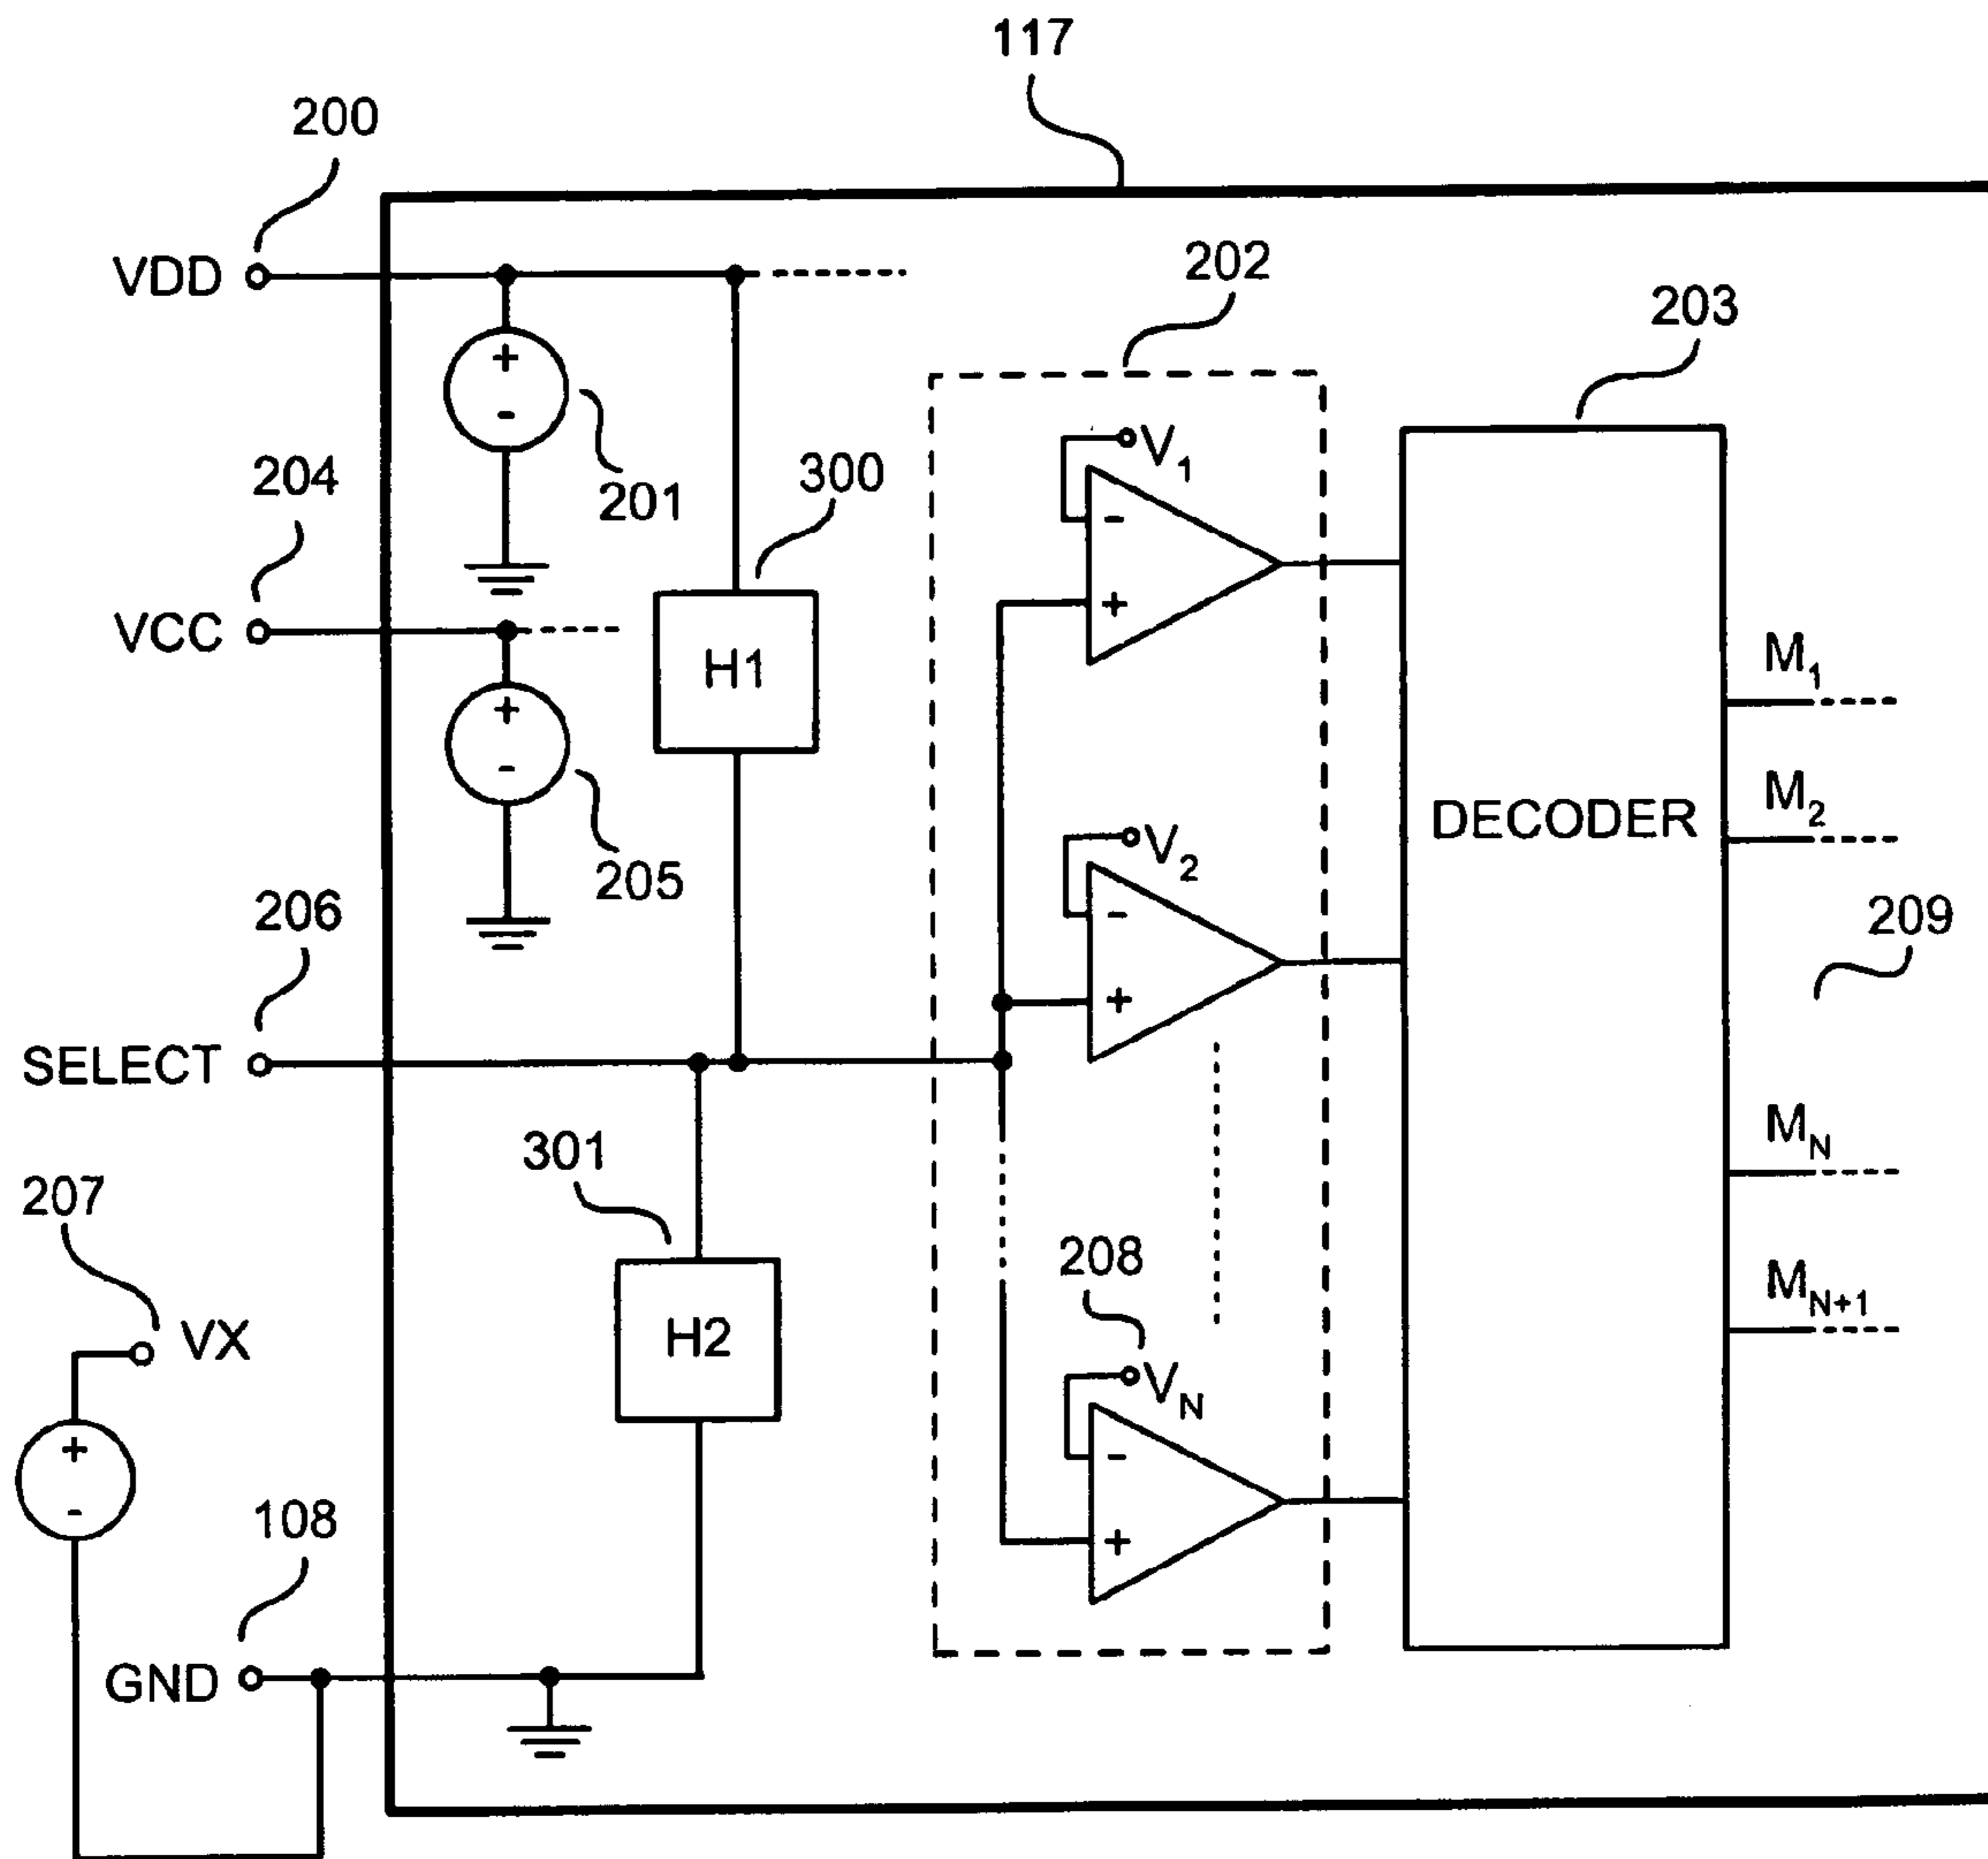 117
200
VDD
202
203
+
-
201
V1
204
300
-
VCC
+
H1
+
M1
-
V2
DECODER
M2
205
206
-
209
+
SELECT
301
MN
207
208
H2
MN+1
VX
VN
+
-
-
108
+
GND